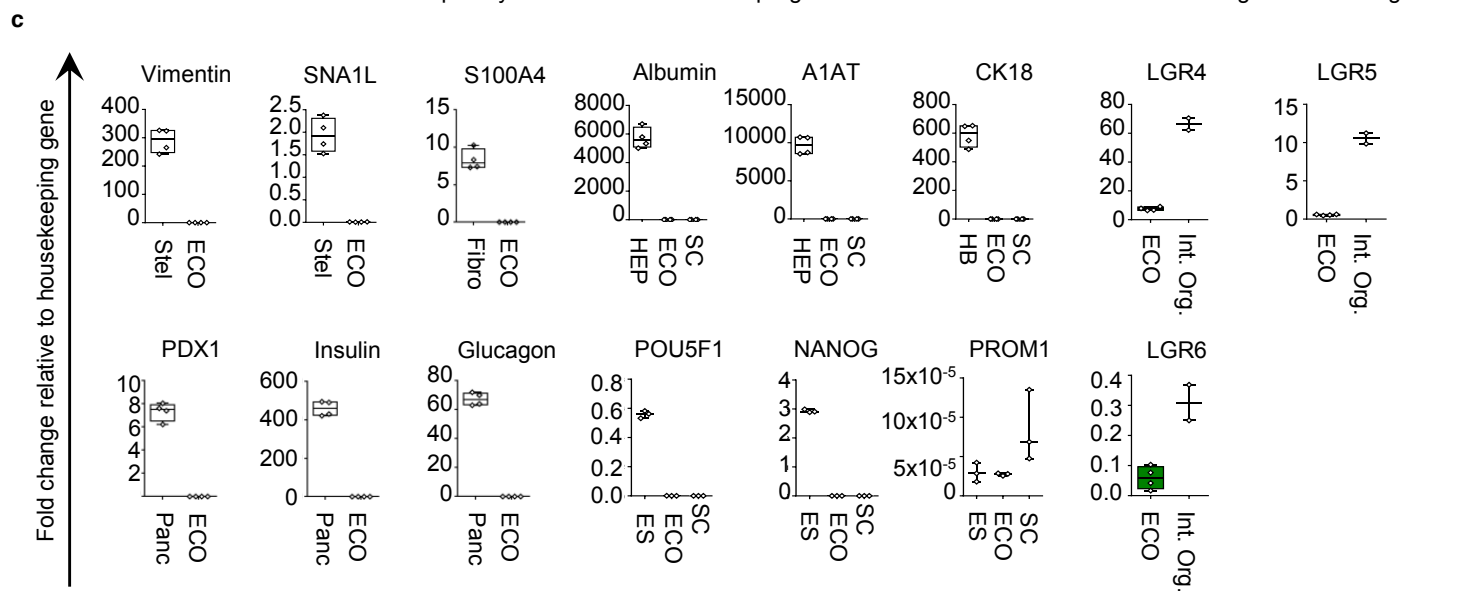 c
Fold change relative to housekeeping gene
Vimentin
400
300
200
100
0
Stel
ECO
SNA1L
2.5
2.0
1.5
1.0
0.5
0.0
Stel
ECO
S100A4
15
10
5
0
Fibro
ECO
Albumin
8000
6000
4000
2000
0
HEP
ECO
SC
A1AT
15000
10000
5000
0
HEP
ECO
SC
CK18
800
600
400
200
0
HB
ECO
SC
LGR4
80
60
40
20
0
ECO
Int. Org.
LGR5
15
10
5
0
ECO
Int. Org.
PDX1
10
8
6
4
2
Panc
ECO
Insulin
600
400
200
0
Panc
ECO
Glucagon
80
60
40
20
0
Panc
ECO
POU5F1
0.8
0.6
0.4
0.2
0.0
ES
ECO
SC
NANOG
4
3
2
1
0
ES
ECO
SC
PROM1
15x10-5
10x10-5
5x10-5
0
ES
ECO
SC
LGR6
0.4
0.3
0.2
0.1
0.0
ECO
Int. Org.